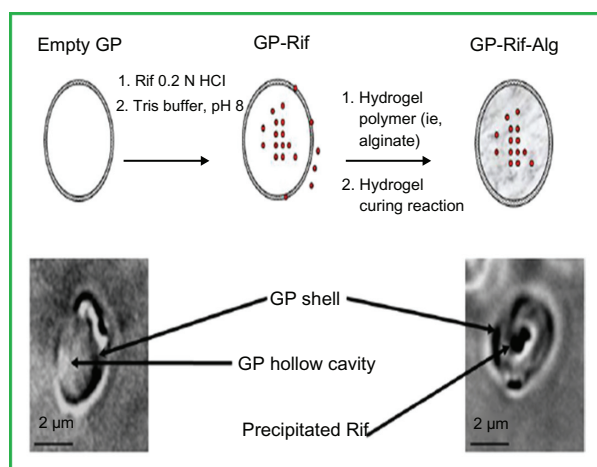 Empty GP
GP-Rif
GP-Rif-Alg
1. Rif 0.2 N HCl
2. Tris buffer, pH 8
1. Hydrogel
polymer (ie,
alginate)
2. Hydrogel
curing reaction
GP shell
GP hollow cavity
Precipitated Rif
2 µm
2 µm